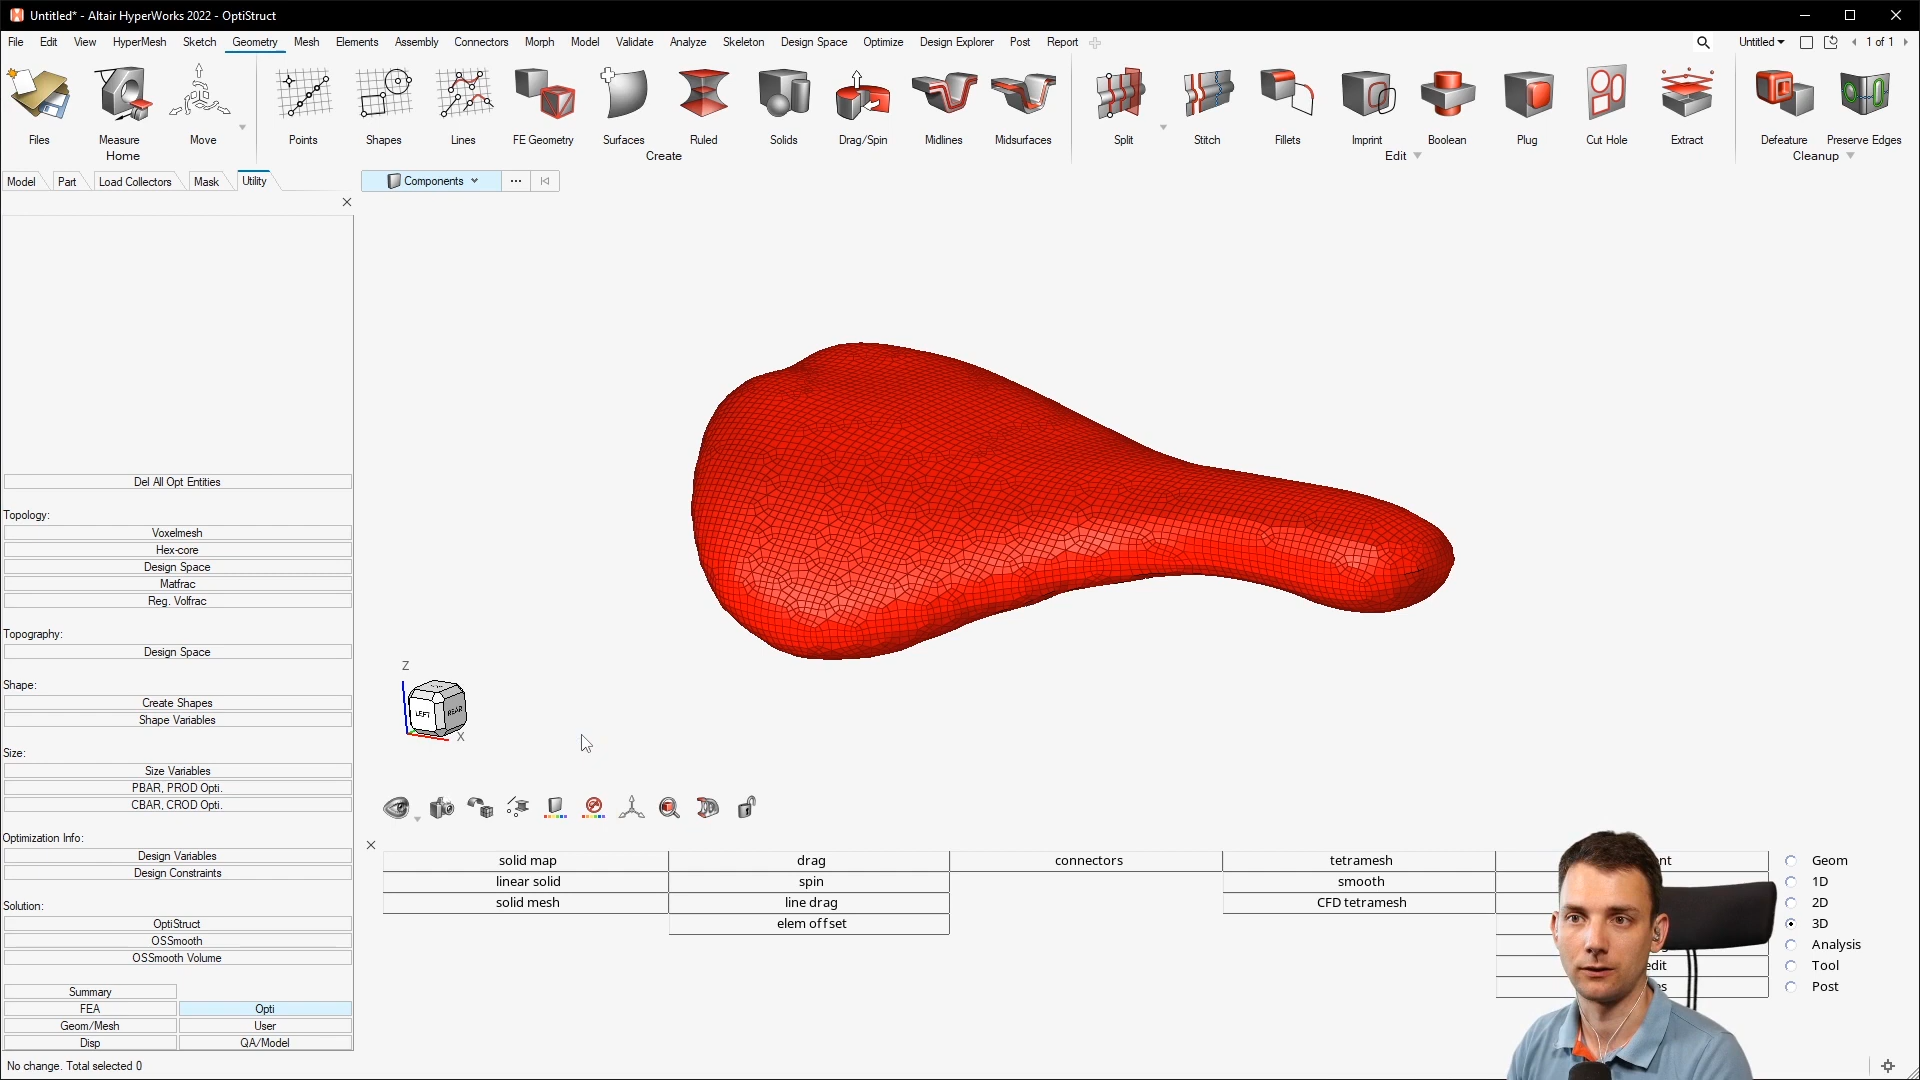 Untitled* - Altair HyperWorks 2022 - OptiStruct
File Edit View HyperMesh Sketch Geometry Mesh Elements Assembly Connectors Morph Model Validate Analyze Skeleton Design Space Optimize Design Explorer Post Report Untitled 1 of 1
Files Measure Move Points Shapes Lines FE Geometry Surfaces Ruled Solids Drag/Spin Midlines Midsurfaces Split Stitch Fillets Imprint Boolean Plug Cut Hole Extract Defeature Preserve Edges
Home Create Edit Cleanup
Model Part Load Collectors Mask Utility Components
Del All Opt Entities
Topology:
Voxelmesh
Hex-core
Design Space
Matfrac
Reg. Volfrac
Topography:
Design Space
Shape:
Create Shapes
Shape Variables
Size:
Size Variables
PBAR, PROD Opti.
CBAR, CROD Opti.
Optimization Info:
Design Variables
Design Constraints
Solution:
OptiStruct
OSSmooth
OSSmooth Volume
Summary
FEA Opti
Geom/Mesh User
Disp QA/Model
No change. Total selected 0
Z
LEFT REAR
X
solid map drag connectors tetramesh nt Geom
linear solid spin smooth 1D
solid mesh line drag CFD tetramesh 2D
elem offset 3D
Analysis
edit Tool
es Post